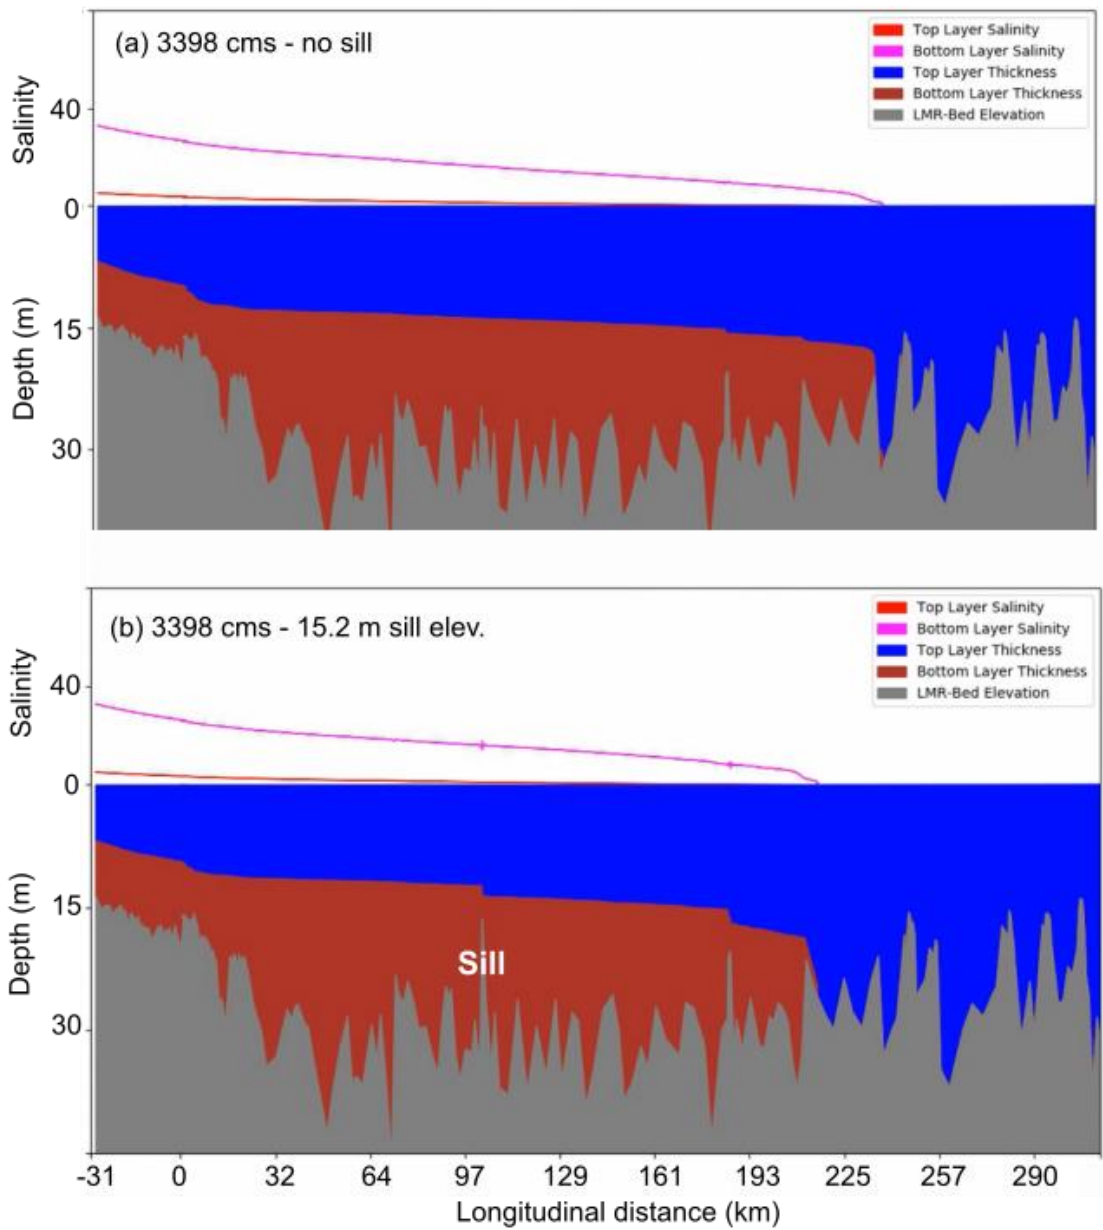 (a) 3398 cms - no sill
Top Layer Salinity
Bottom Layer Salinity
Top Layer Thickness
Bottom Layer Thickness
LMR-Bed Elevation
Salinity
40
0
Depth (m)
15
30
(b) 3398 cms - 15.2 m sill elev.
Top Layer Salinity
Bottom Layer Salinity
Top Layer Thickness
Bottom Layer Thickness
LMR-Bed Elevation
Salinity
40
0
Depth (m)
15
30
Sill
-31 0 32 64 97 129 161 193 225 257 290
Longitudinal distance (km)